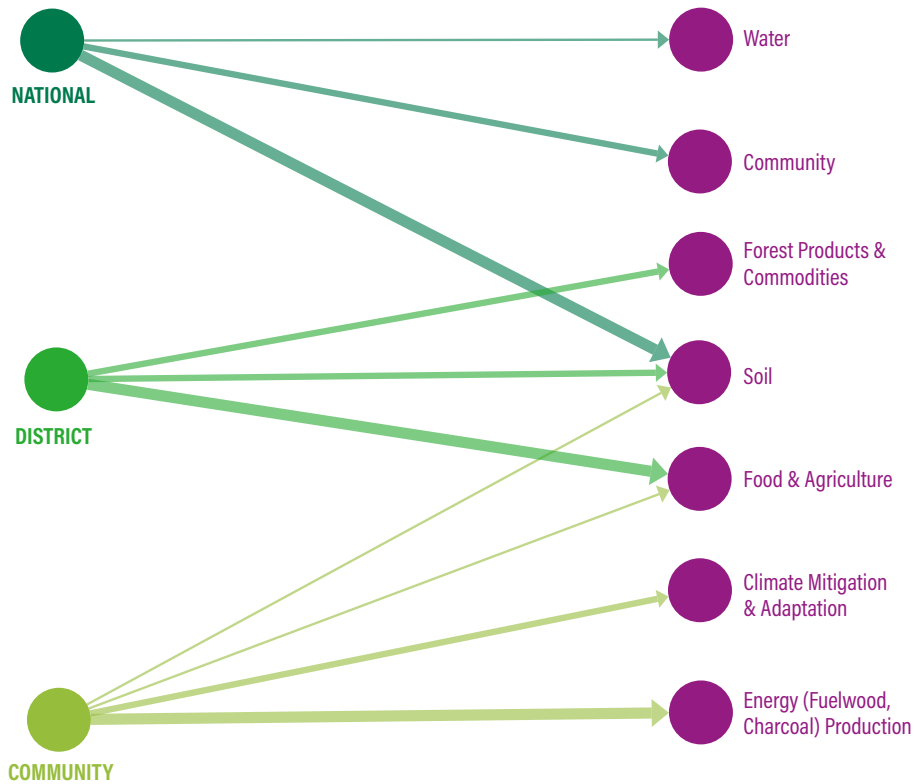 NATIONAL
DISTRICT
COMMUNITY
Water
Community
Forest Products &
Commodities
Soil
Food & Agriculture
Climate Mitigation
& Adaptation
Energy (Fuelwood,
Charcoal) Production